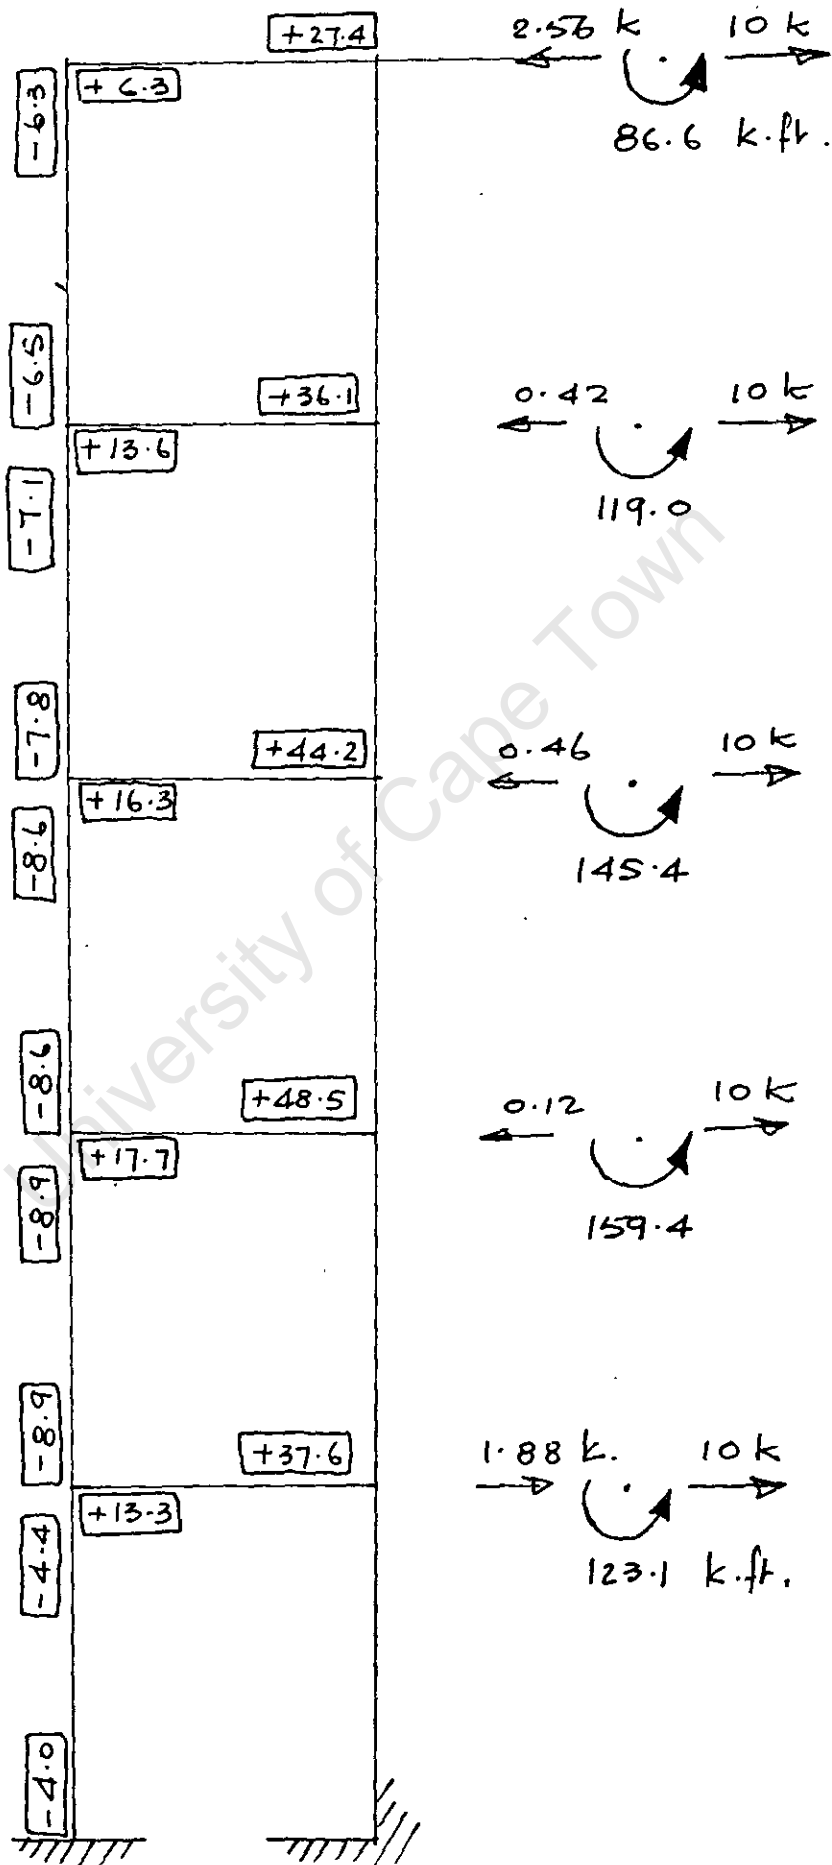 +27.4 2.56 k 10 k
-6.3 +6.3
86.6 k.ft.
-6.5 +36.1 0.42 10 k
+13.6
-7.1 119.0
-7.8 +44.2 0.46 10 k
+16.3
-8.6 145.4
-8.6 +48.5 0.12 10 k
+17.7
-8.9 159.4
-8.9 +37.6 1.88 k. 10 k
+13.3
-4.4 123.1 k.ft.
-4.0
University of Cape Town